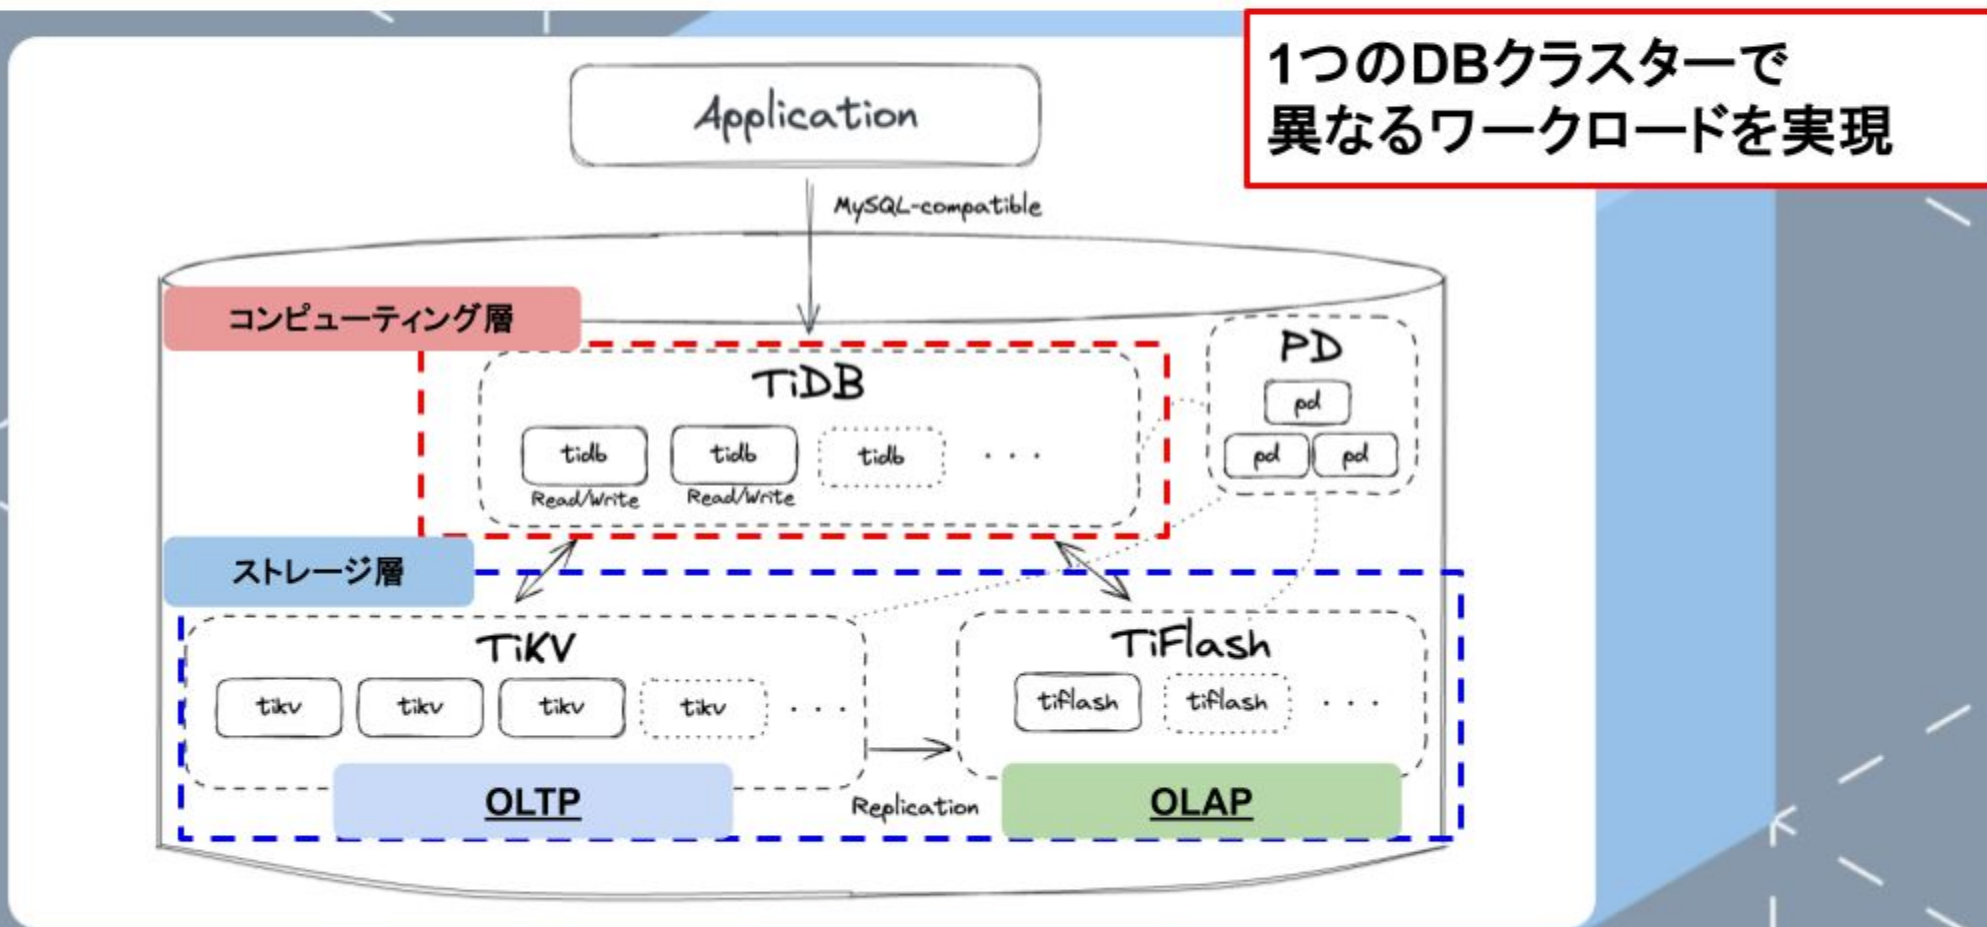 1つのDBクラスターで
異なるワークロードを実現
Application
MySQL-compatible
コンピューティング層
TiDB
tidb
tidb
tidb
. . .
Read/Write
Read/Write
PD
pd
pd
pd
ストレージ層
TiKV
tikv
tikv
tikv
tikv
. . .
OLTP
Replication
TiFlash
tiflash
tiflash
. . .
OLAP